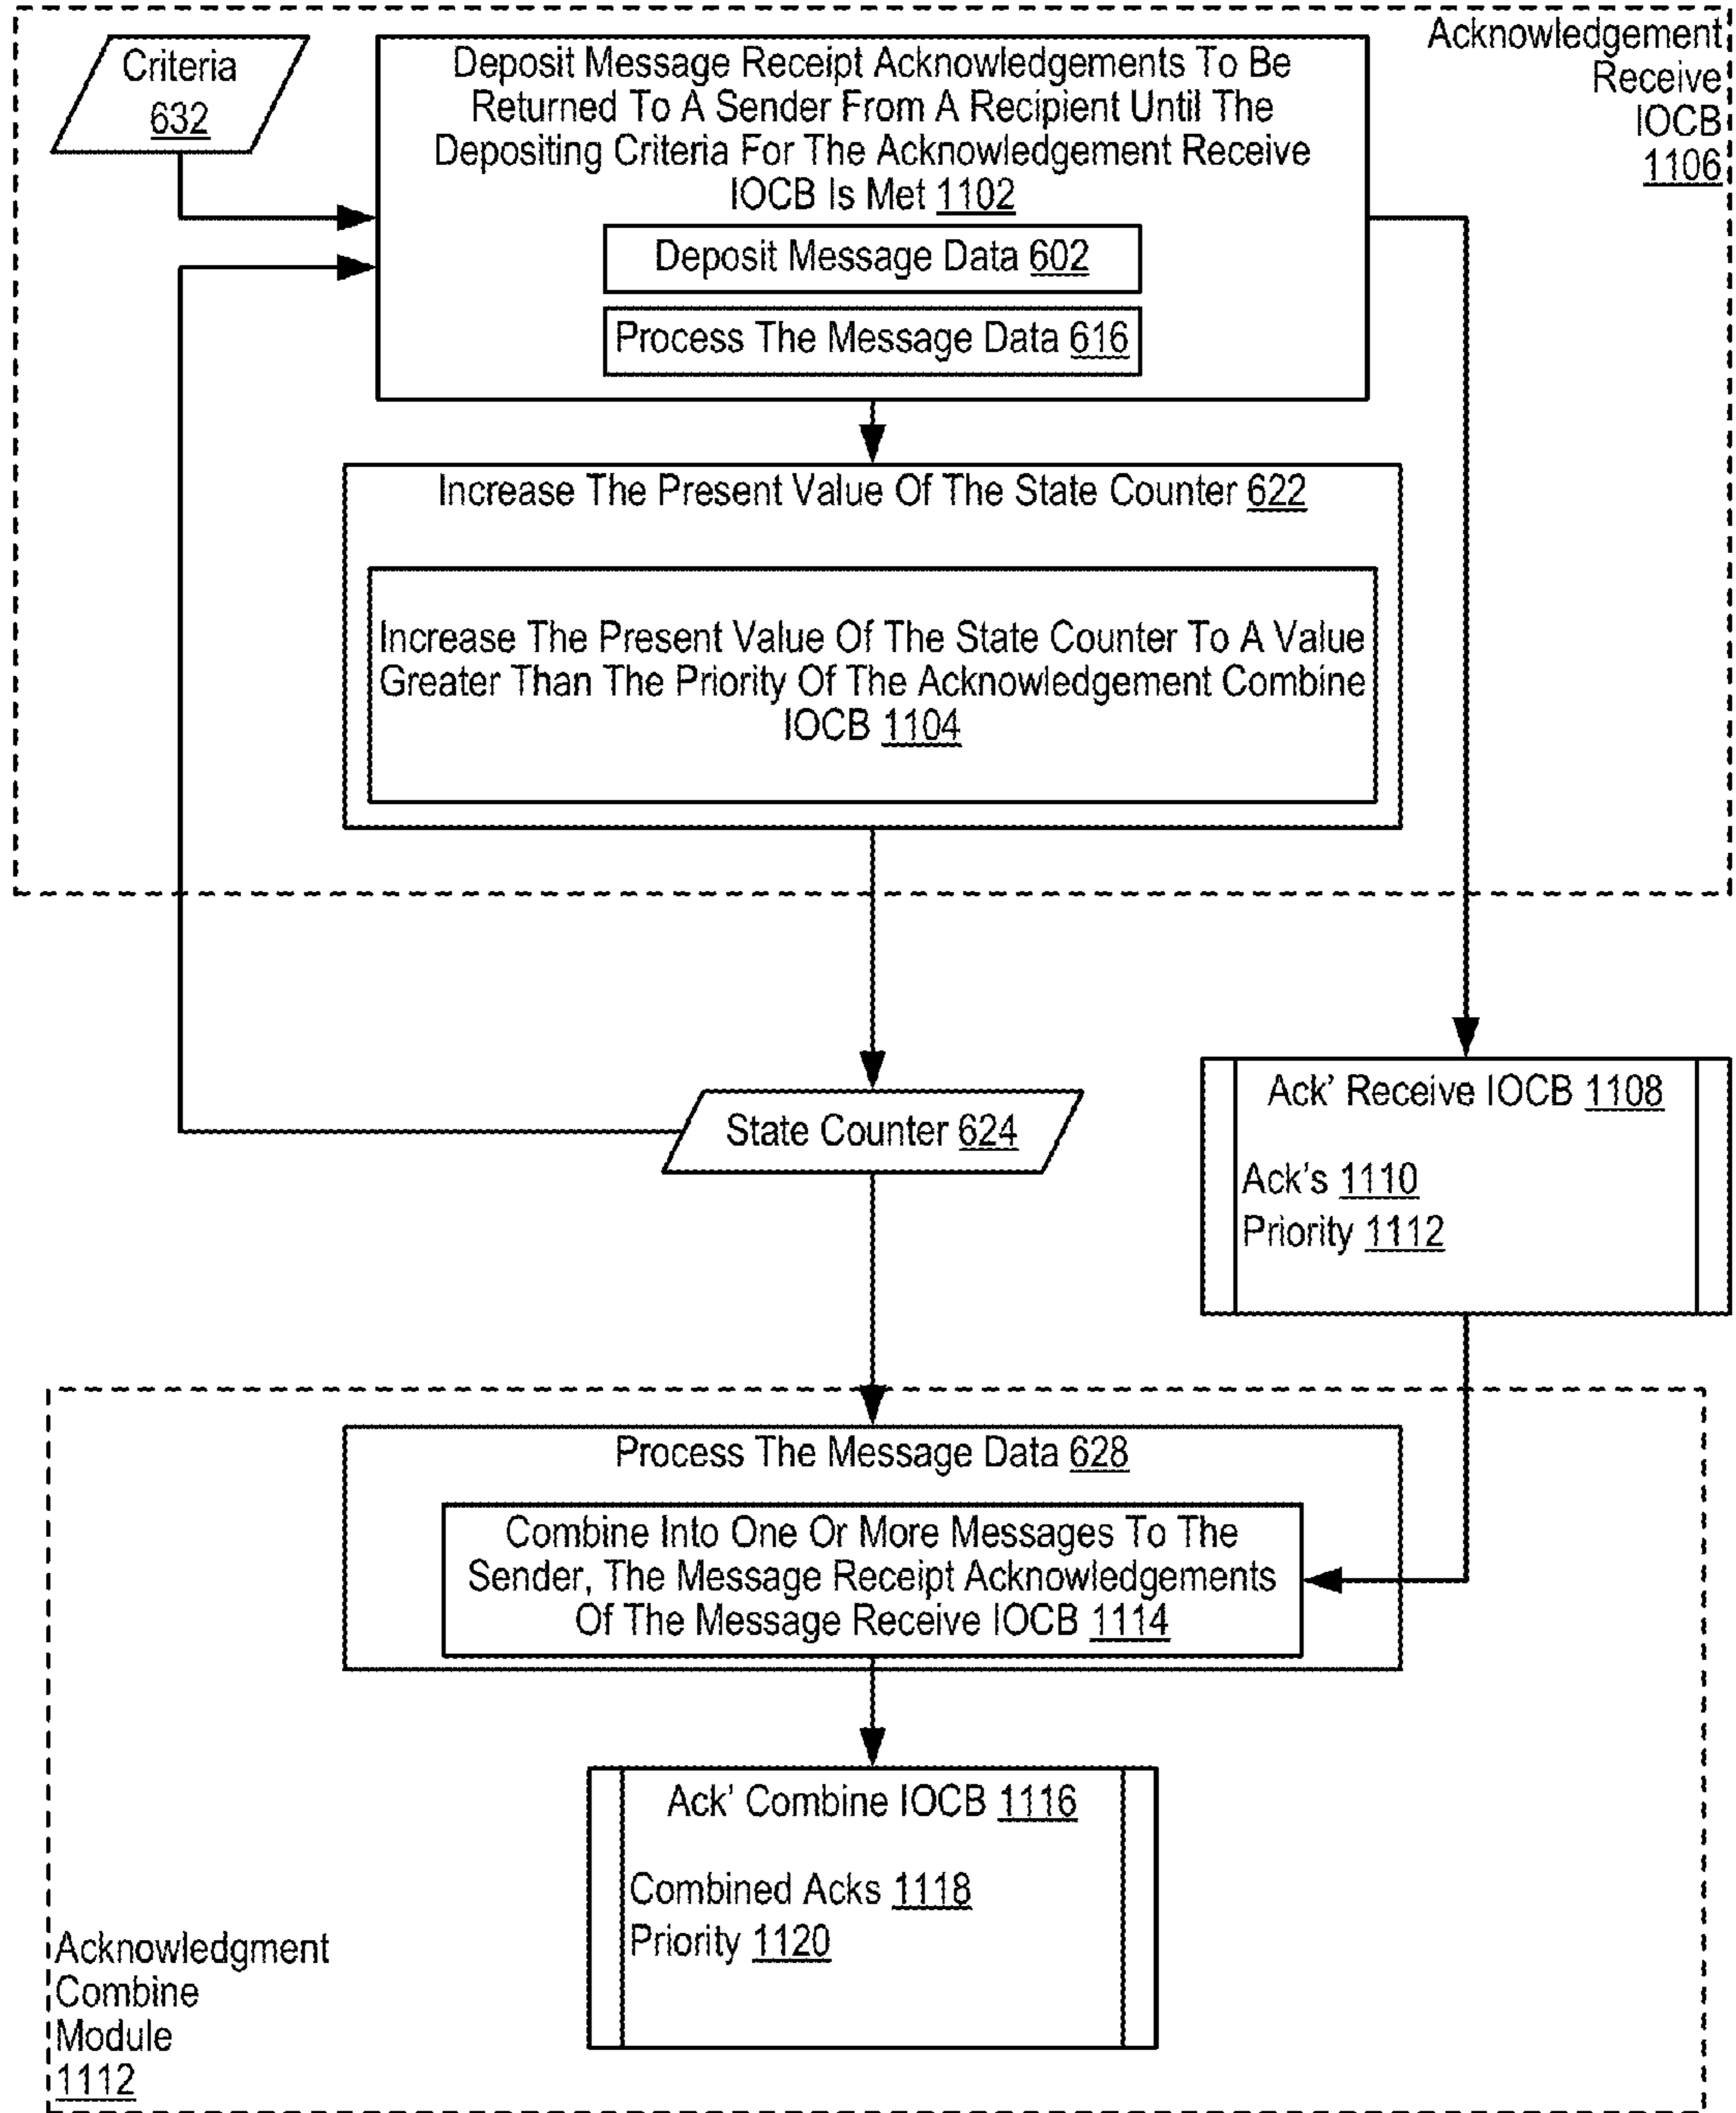 Acknowledgement
Receive
IOCB
1106
Criteria
632
Deposit Message Receipt Acknowledgements To Be
Returned To A Sender From A Recipient Until The
Depositing Criteria For The Acknowledgement Receive
IOCB Is Met 1102
Deposit Message Data 602
Process The Message Data 616
Increase The Present Value Of The State Counter 622
Increase The Present Value Of The State Counter To A Value
Greater Than The Priority Of The Acknowledgement Combine
IOCB 1104
State Counter 624
Ack' Receive IOCB 1108
Ack's 1110
Priority 1112
Process The Message Data 628
Combine Into One Or More Messages To The
Sender, The Message Receipt Acknowledgements
Of The Message Receive IOCB 1114
Ack' Combine IOCB 1116
Combined Acks 1118
Priority 1120
Acknowledgment
Combine
Module
1112